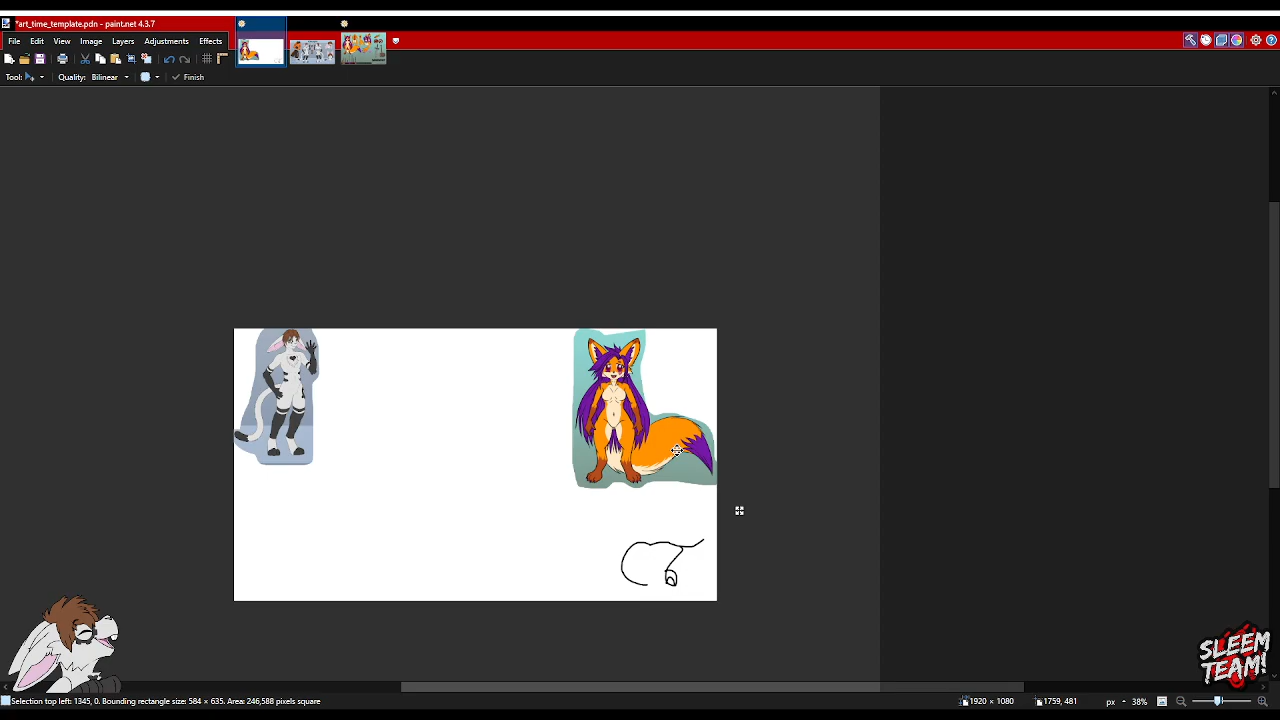 *art_time_template.pdn - paint.net 4.3.7
File Edit View Image Layers Adjustments Effects
Tool: Quality: Bilinear Finish
SLEEM
TEAM!
Selection top left: 1345, 0. Bounding rectangle size: 584 × 635. Area: 246,588 pixels square 1920 × 1080 1759, 481 px 38%